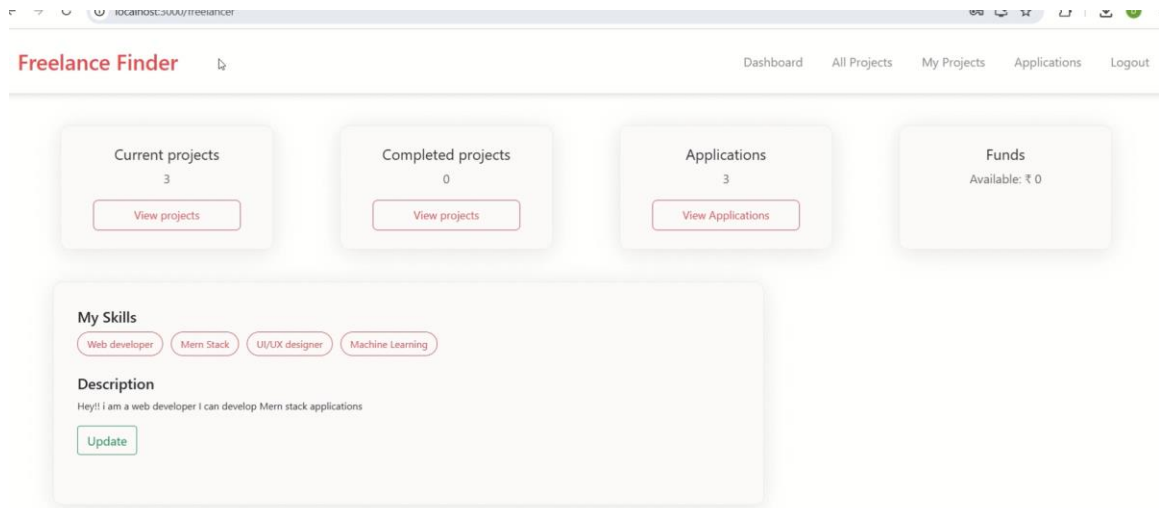 localhost:3000/freelancer
Freelance Finder
Dashboard All Projects My Projects Applications Logout
Current projects Completed projects Applications Funds
3 0 3 Available: ₹ 0
View projects View projects View Applications
My Skills
Web developer Mern Stack UI/UX designer Machine Learning
Description
Hey!! i am a web developer I can develop Mern stack applications
Update